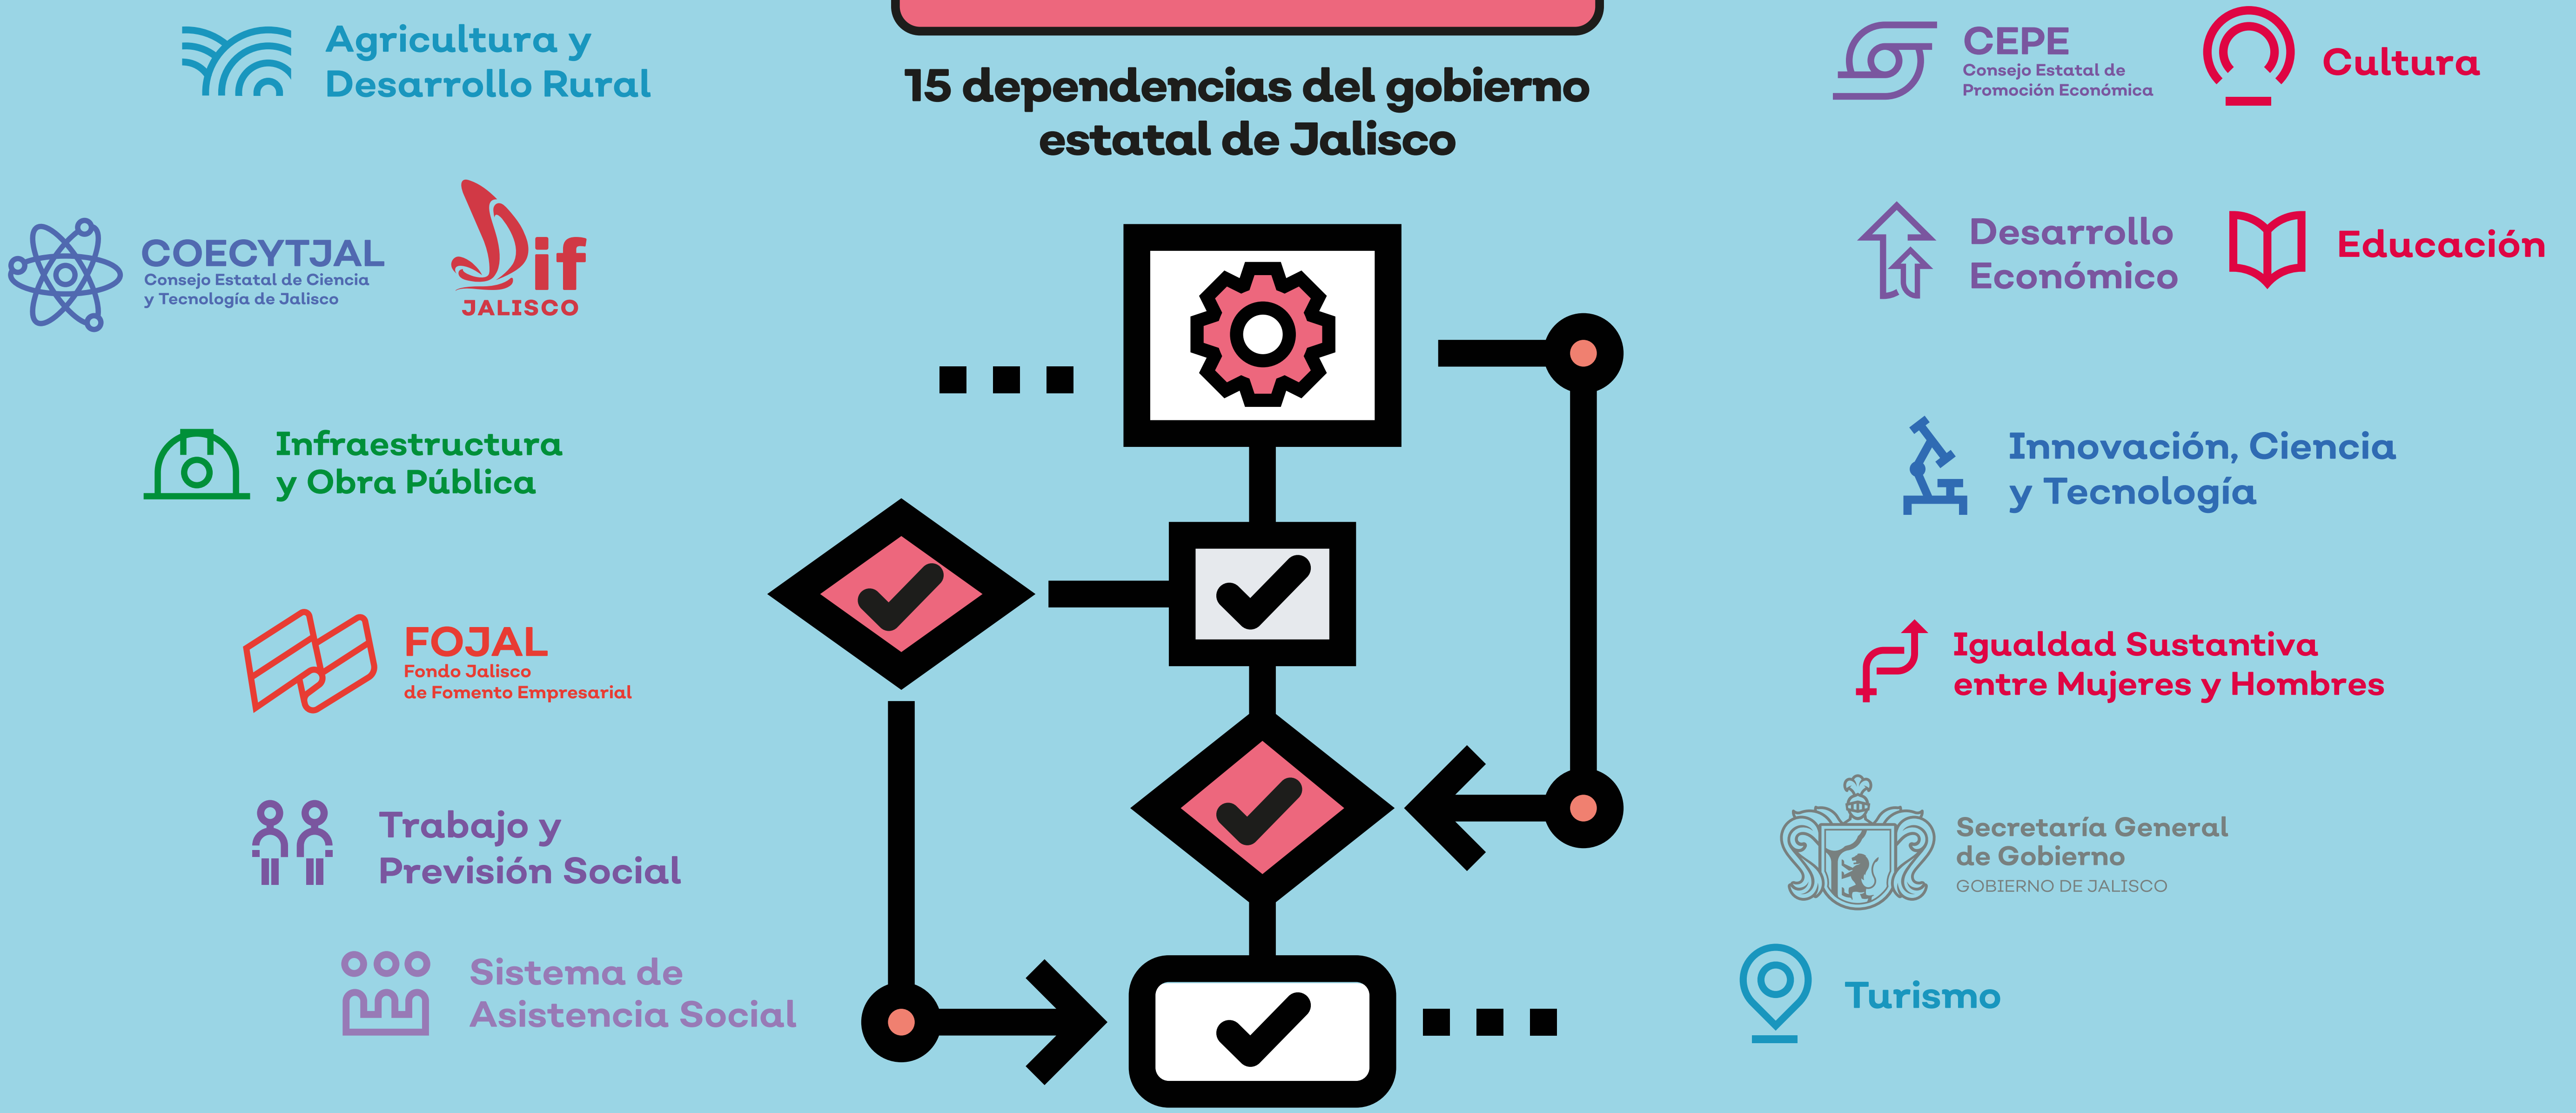 15 dependencias del gobierno
estatal de Jalisco
Agricultura y
Desarrollo Rural
COECYTJAL
Consejo Estatal de Ciencia
y Tecnología de Jalisco
Dif
JALISCO
Infraestructura
y Obra Pública
FOJAL
Fondo Jalisco
de Fomento Empresarial
Trabajo y
Previsión Social
Sistema de
Asistencia Social
CEPE
Consejo Estatal de
Promoción Económica
Cultura
Desarrollo
Económico
Educación
Innovación, Ciencia
y Tecnología
Igualdad Sustantiva
entre Mujeres y Hombres
Secretaría General
de Gobierno
GOBIERNO DE JALISCO
Turismo